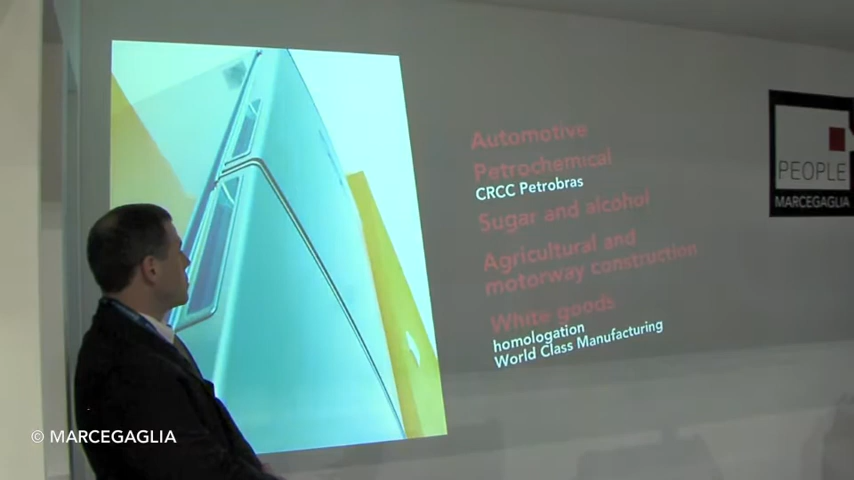 Automotive
Petrochemical
CRCC Petrobras
Sugar and alcohol
Agricultural and
motorway construction
White goods
homologation
World Class Manufacturing
PEOPLE
MARCEGAGLIA
© MARCEGAGLIA